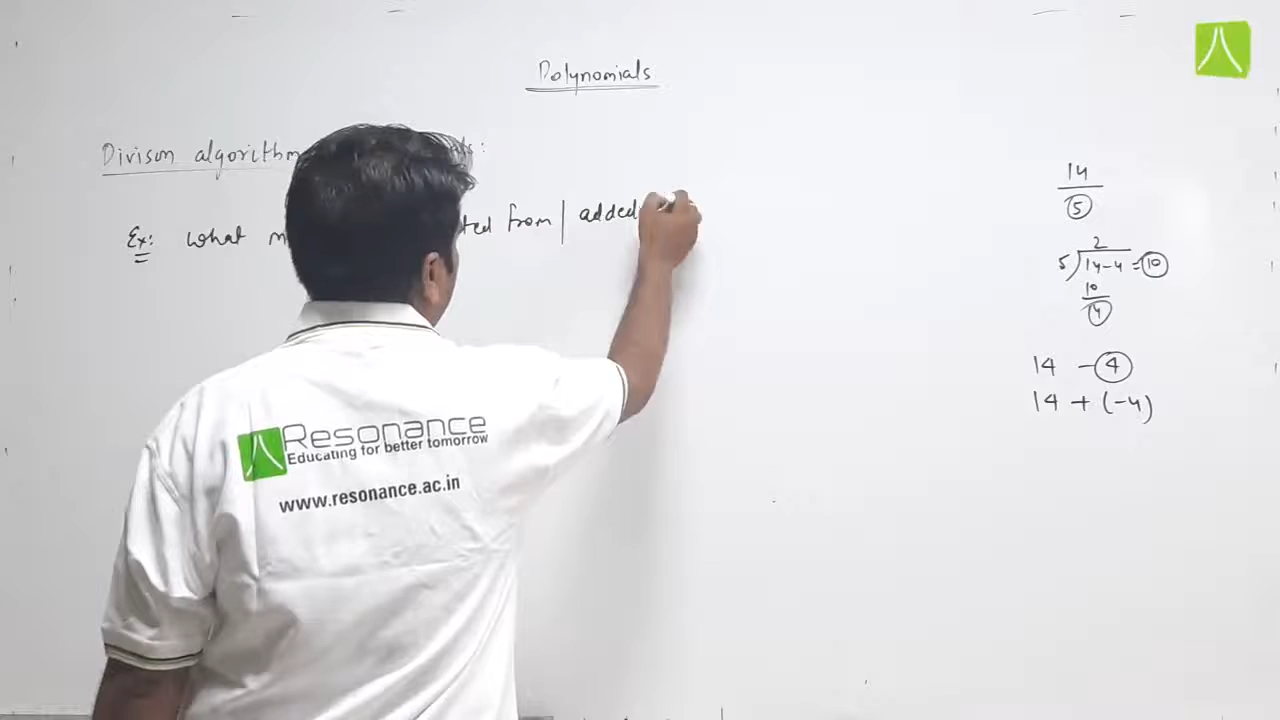 Polynomials
Divison algorithm
Ex: what from | added
14
5
2
5) 14-4 = 10
10
4
14 - 4
14 + (-4)
Resonance
Educating for better tomorrow
www.resonance.ac.in